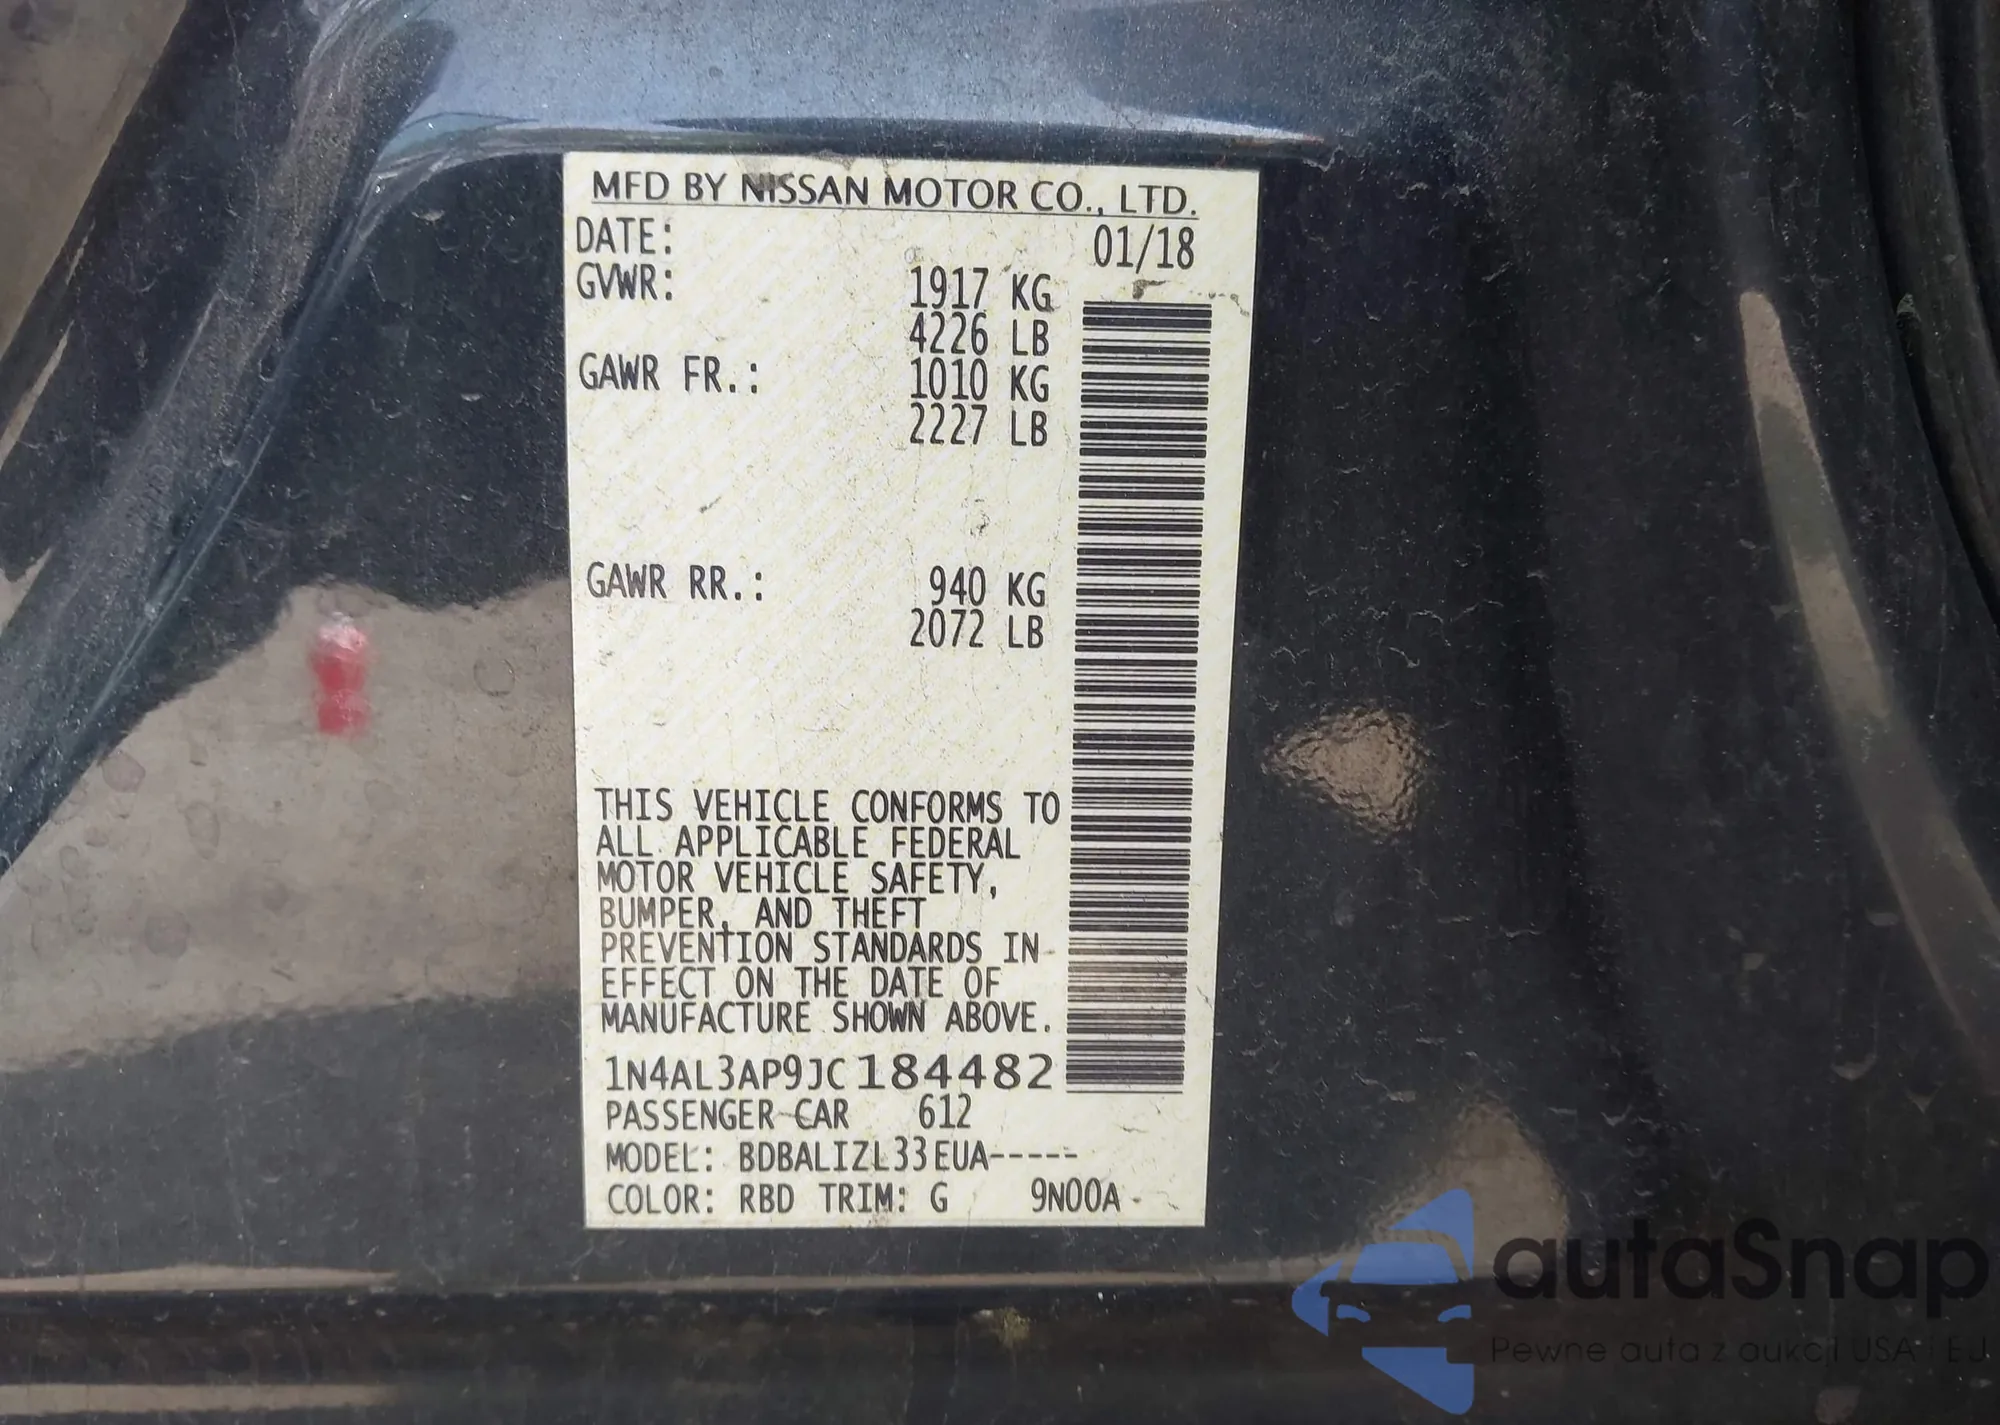 MFD BY NISSAN MOTOR CO., LTD.
DATE: 01/18
GVWR: 1917 KG
4226 LB
GAWR FR.: 1010 KG
2227 LB
GAWR RR.: 940 KG
2072 LB
THIS VEHICLE CONFORMS TO
ALL APPLICABLE FEDERAL
MOTOR VEHICLE SAFETY,
BUMPER, AND THEFT
PREVENTION STANDARDS IN
EFFECT ON THE DATE OF
MANUFACTURE SHOWN ABOVE.
1N4AL3AP9JC184482
PASSENGER CAR 612
MODEL: BDBALIZL33EUA-----
COLOR: RBD TRIM: G 9N00A-
autaSnap
Pewne auta z aukcji USA i EU